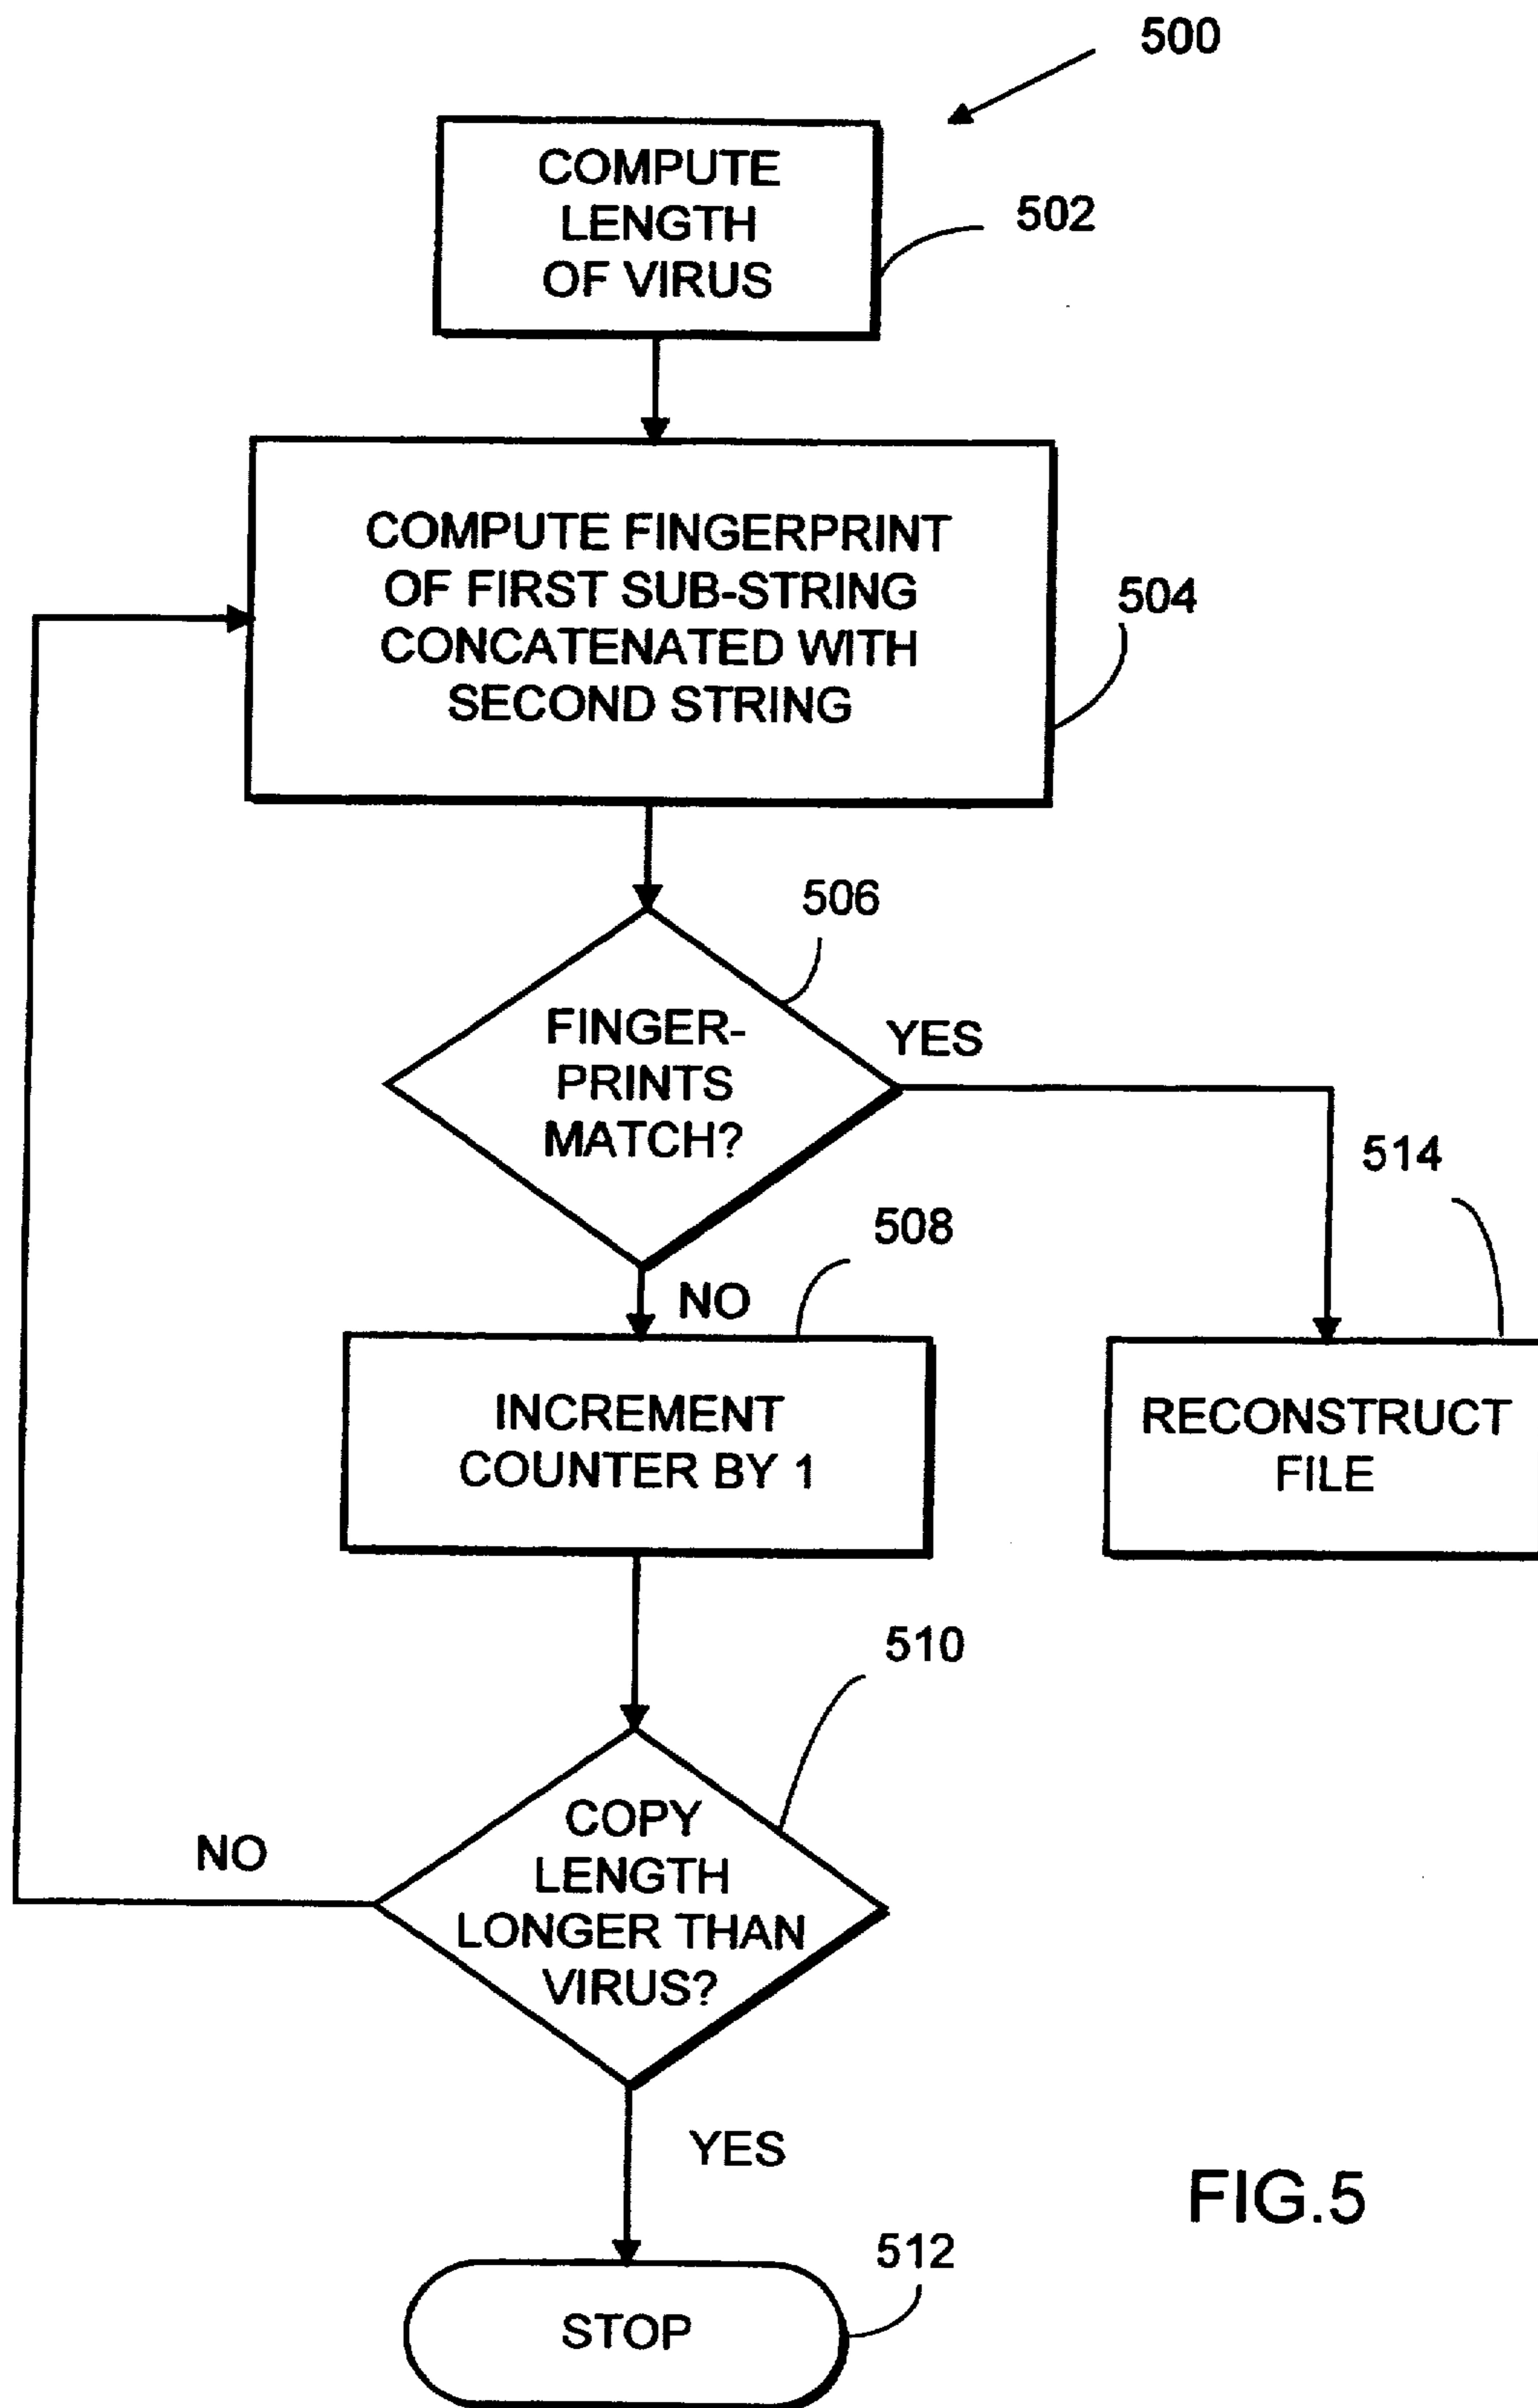 500
COMPUTE
LENGTH
OF VIRUS
502
COMPUTE FINGERPRINT
OF FIRST SUB-STRING
CONCATENATED WITH
SECOND STRING
504
506
FINGER-
PRINTS
MATCH?
YES
514
508
NO
INCREMENT
COUNTER BY 1
RECONSTRUCT
FILE
510
COPY
LENGTH
LONGER THAN
VIRUS?
NO
YES
FIG.5
512
STOP